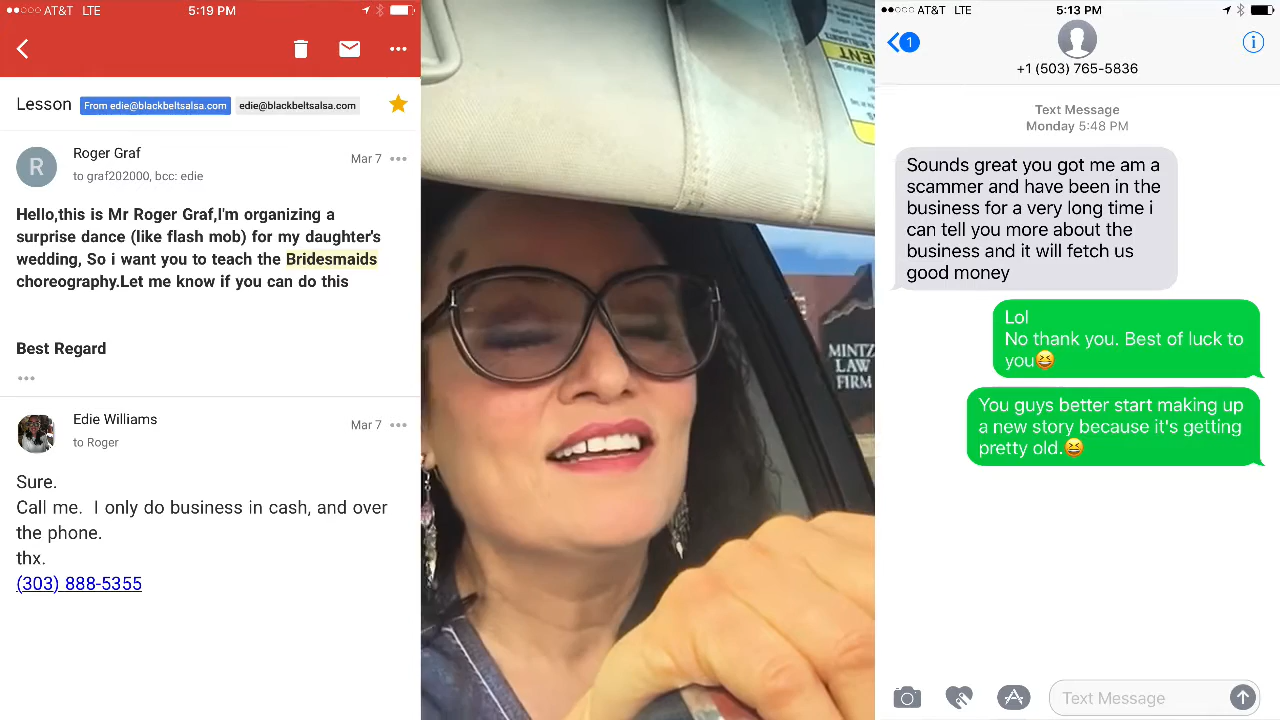 AT&T LTE 5:19 PM
Lesson From edie@blackbeltsalsa.com edie@blackbeltsalsa.com
R
Roger Graf Mar 7
to graf202000, bcc: edie
Hello,this is Mr Roger Graf,I'm organizing a
surprise dance (like flash mob) for my daughter's
wedding, So i want you to teach the Bridesmaids
choreography.Let me know if you can do this
Best Regard
Edie Williams Mar 7
to Roger
Sure.
Call me. I only do business in cash, and over
the phone.
thx.
(303) 888-5355
MINTZ
LAW
FIRM
AT&T LTE 5:13 PM
1
+1 (503) 765-5836
Text Message
Monday 5:48 PM
Sounds great you got me am a
scammer and have been in the
business for a very long time i
can tell you more about the
business and it will fetch us
good money
Lol
No thank you. Best of luck to
you😆
You guys better start making up
a new story because it's getting
pretty old.😆
Text Message